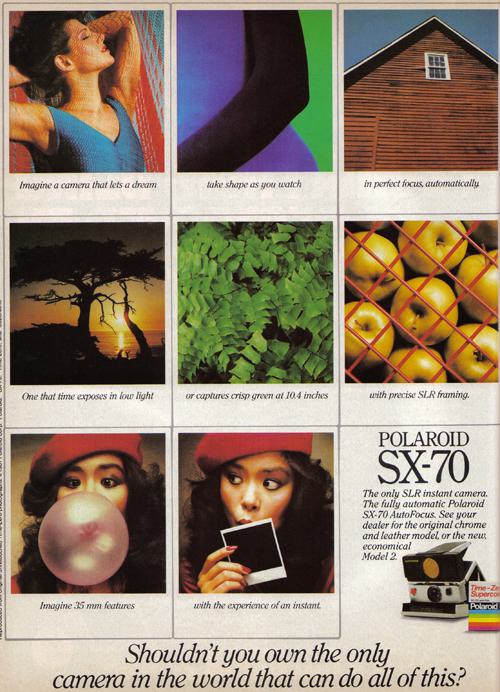 Imagine a camera that lets a dream
take shape as you watch
in perfect focus, automatically.
One that time exposes in low light
or captures crisp green at 10.4 inches
with precise SLR framing.
Imagine 35 mm features
with the experience of an instant.
POLAROID
SX-70
The only SLR instant camera.
The fully automatic Polaroid
SX-70 AutoFocus. See your
dealer for the original chrome
and leather model, or the new,
economical
Model 2.
Polaroid
Shouldn't you own the only
camera in the world that can do all of this?